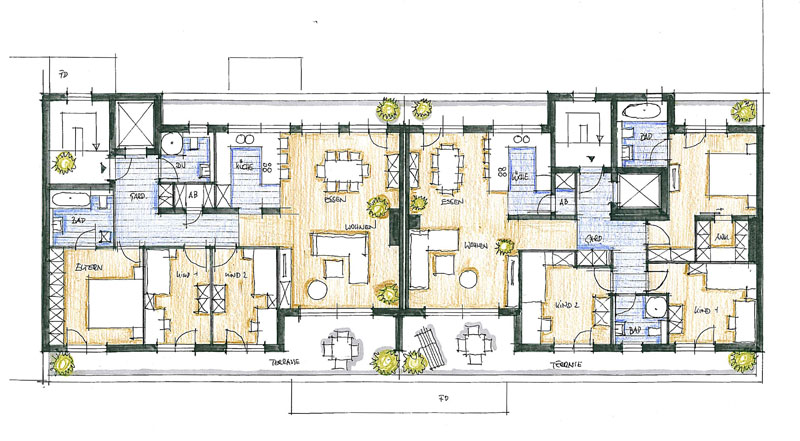 FD
DU
KÜCHE
ESSEN
WOHNEN
GARD.
AB
BAD
ELTERN
KIND 1
KIND 2
TERRASSE
ESSEN
KÜCHE
AB
WOHNEN
BAD
GARD.
ANKL.
KIND 2
BAD
KIND 1
TERRASSE
FD